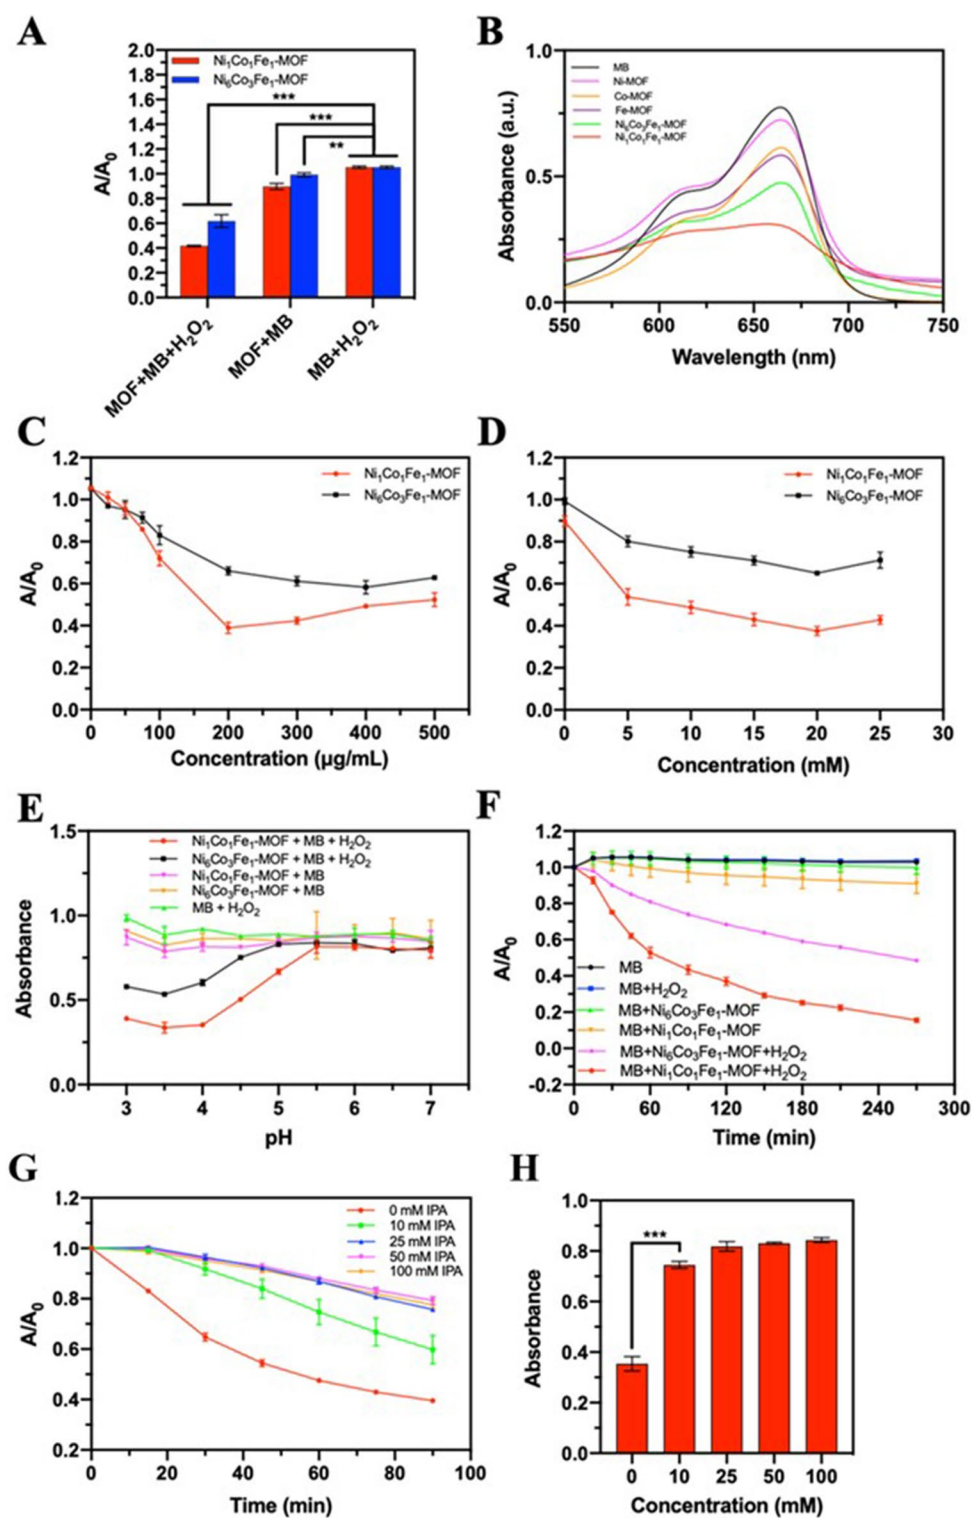 A
A/A₀
2.0
1.8
1.6
1.4
1.2
1.0
0.8
0.6
0.4
0.2
0.0
Ni₁Co₁Fe₁-MOF
Ni₆Co₃Fe₁-MOF
***
***
**
MOF+MB+H₂O₂
MOF+MB
MB+H₂O₂
B
Absorbance (a.u.)
1.0
0.5
0.0
MB
Ni-MOF
Co-MOF
Fe-MOF
Ni₆Co₃Fe₁-MOF
Ni₁Co₁Fe₁-MOF
550 600 650 700 750
Wavelength (nm)
C
A/A₀
1.2
1.0
0.8
0.6
0.4
0.2
0.0
Ni₁Co₁Fe₁-MOF
Ni₆Co₃Fe₁-MOF
0 100 200 300 400 500
Concentration (µg/mL)
D
A/A₀
1.2
1.0
0.8
0.6
0.4
0.2
0.0
Ni₁Co₁Fe₁-MOF
Ni₆Co₃Fe₁-MOF
0 5 10 15 20 25 30
Concentration (mM)
E
Absorbance
1.5
1.0
0.5
0.0
Ni₁Co₁Fe₁-MOF + MB + H₂O₂
Ni₆Co₃Fe₁-MOF + MB + H₂O₂
Ni₁Co₁Fe₁-MOF + MB
Ni₆Co₃Fe₁-MOF + MB
MB + H₂O₂
3 4 5 6 7
pH
F
A/A₀
1.2
1.0
0.8
0.6
0.4
0.2
0.0
-0.2
MB
MB+H₂O₂
MB+Ni₆Co₃Fe₁-MOF
MB+Ni₁Co₁Fe₁-MOF
MB+Ni₆Co₃Fe₁-MOF+H₂O₂
MB+Ni₁Co₁Fe₁-MOF+H₂O₂
0 60 120 180 240 300
Time (min)
G
A/A₀
1.2
1.0
0.8
0.6
0.4
0.2
0 mM IPA
10 mM IPA
25 mM IPA
50 mM IPA
100 mM IPA
0 20 40 60 80 100
Time (min)
H
Absorbance
1.0
0.8
0.6
0.4
0.2
0.0
***
0 10 25 50 100
Concentration (mM)